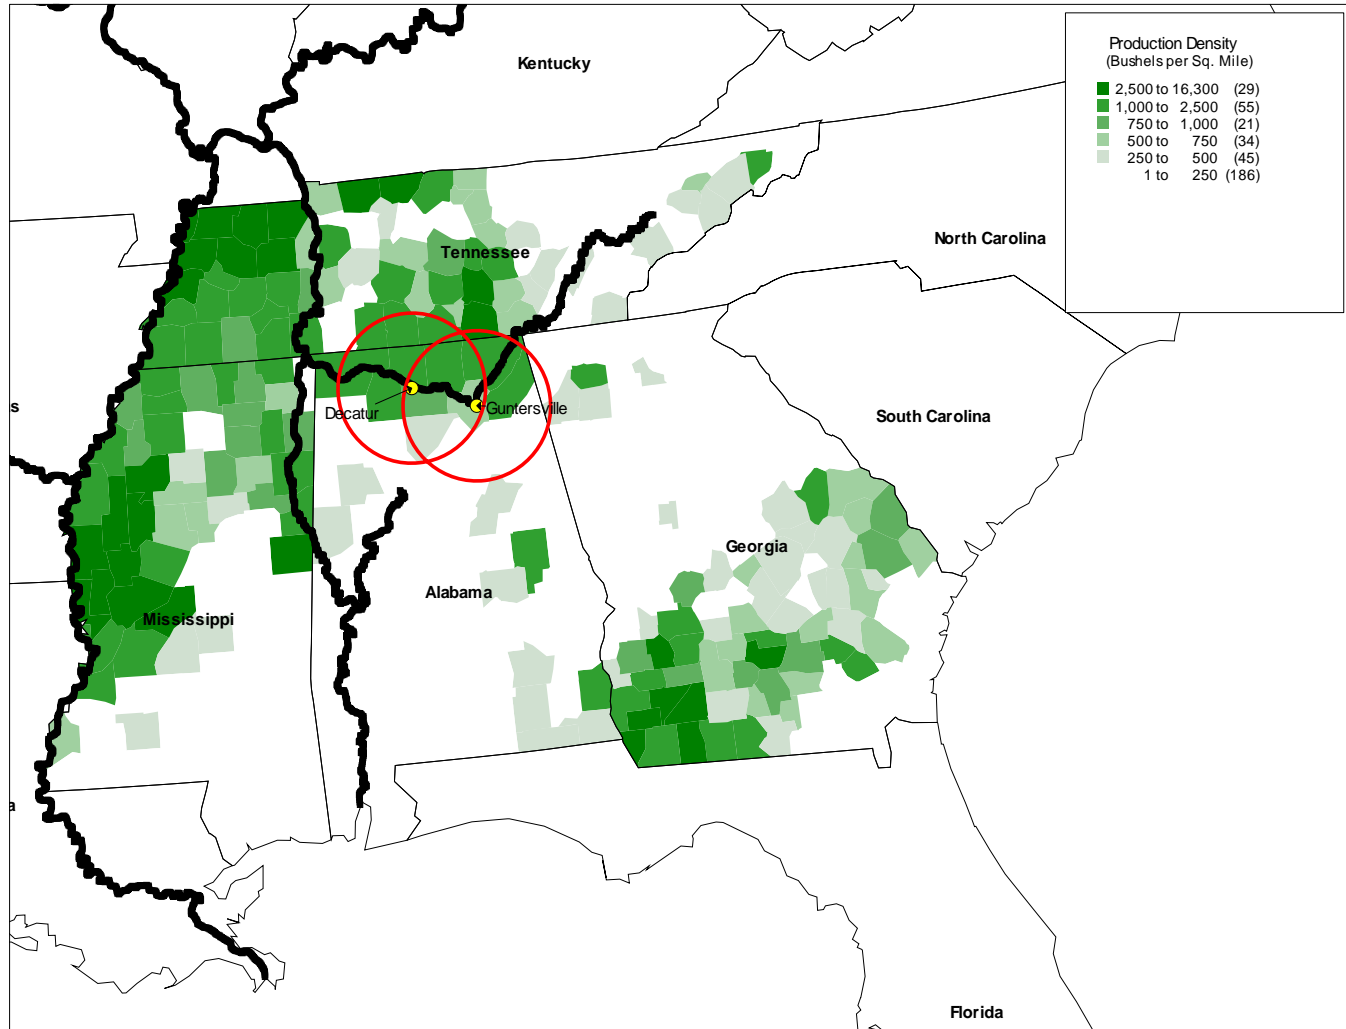 Production Density
(Bushels per Sq. Mile)
2,500 to 16,300 (29)
1,000 to 2,500 (55)
750 to 1,000 (21)
500 to 750 (34)
250 to 500 (45)
1 to 250 (186)
Kentucky
North Carolina
Tennessee
s
Decatur
Guntersville
South Carolina
Georgia
Alabama
Mississippi
a
Florida